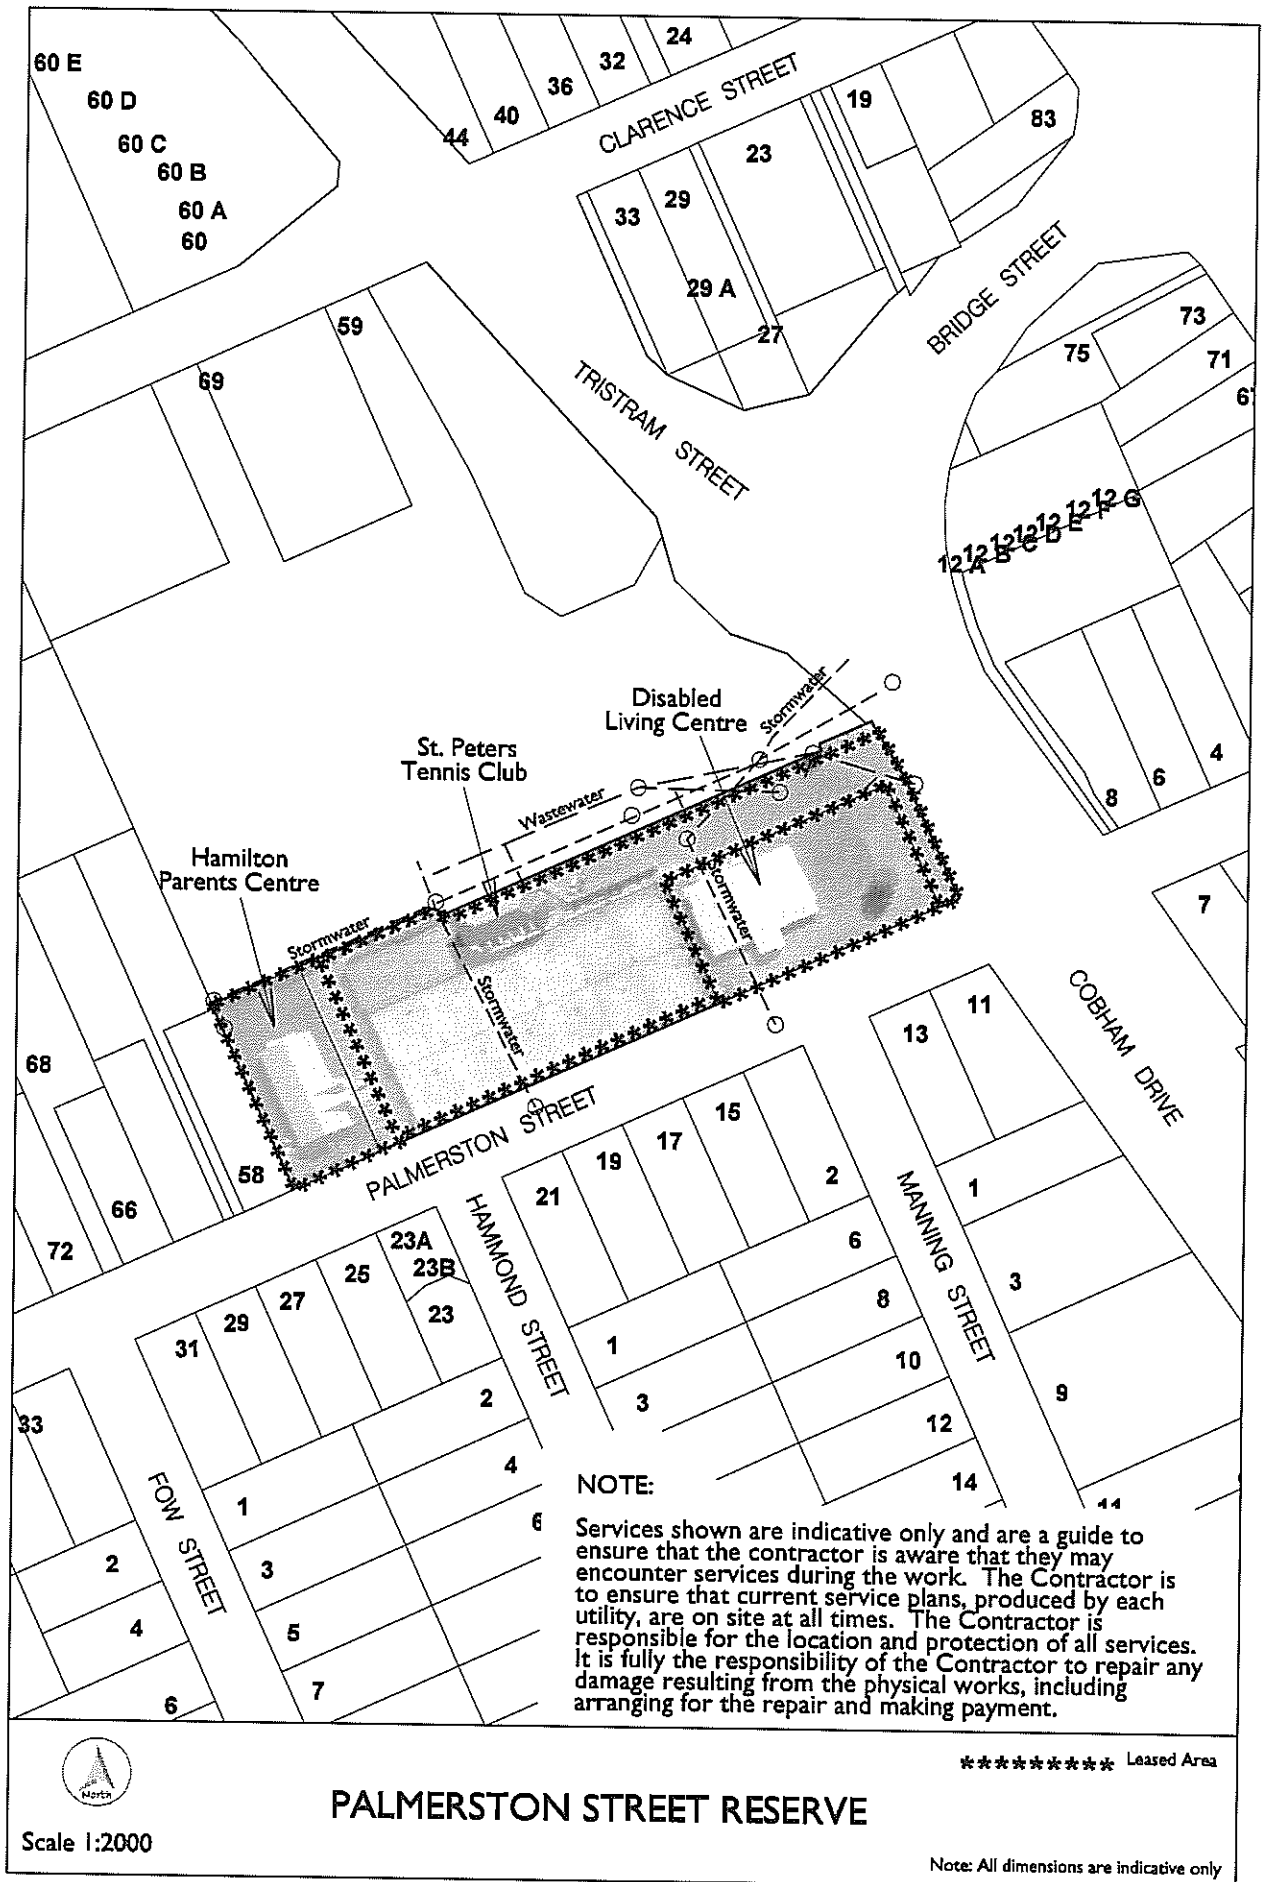 60 E
60 D
60 C
60 B
60 A
60
44
40
36
32
24
CLARENCE STREET
19
83
23
29
33
29 A
27
BRIDGE STREET
59
69
TRISTRAM STREET
75
73
71
12 A
12 B
12 C
12 D
12 E
12 F
12 G
8
6
4
7
Disabled
Living Centre
Stormwater
St. Peters
Tennis Club
Wastewater
Hamilton
Parents Centre
Stormwater
Stormwater
Stormwater
68
58
66
72
PALMERSTON STREET
COBHAM DRIVE
13
11
15
17
19
21
2
HAMMOND STREET
MANNING STREET
1
3
9
11
6
8
10
12
14
23A
23B
23
25
27
29
31
33
1
3
2
4
6
FOW STREET
1
3
5
7
2
4
6
NOTE:
Services shown are indicative only and are a guide to
ensure that the contractor is aware that they may
encounter services during the work. The Contractor is
to ensure that current service plans, produced by each
utility, are on site at all times. The Contractor is
responsible for the location and protection of all services.
It is fully the responsibility of the Contractor to repair any
damage resulting from the physical works, including
arranging for the repair and making payment.
North
Scale 1:2000
PALMERSTON STREET RESERVE
********* Leased Area
Note: All dimensions are indicative only